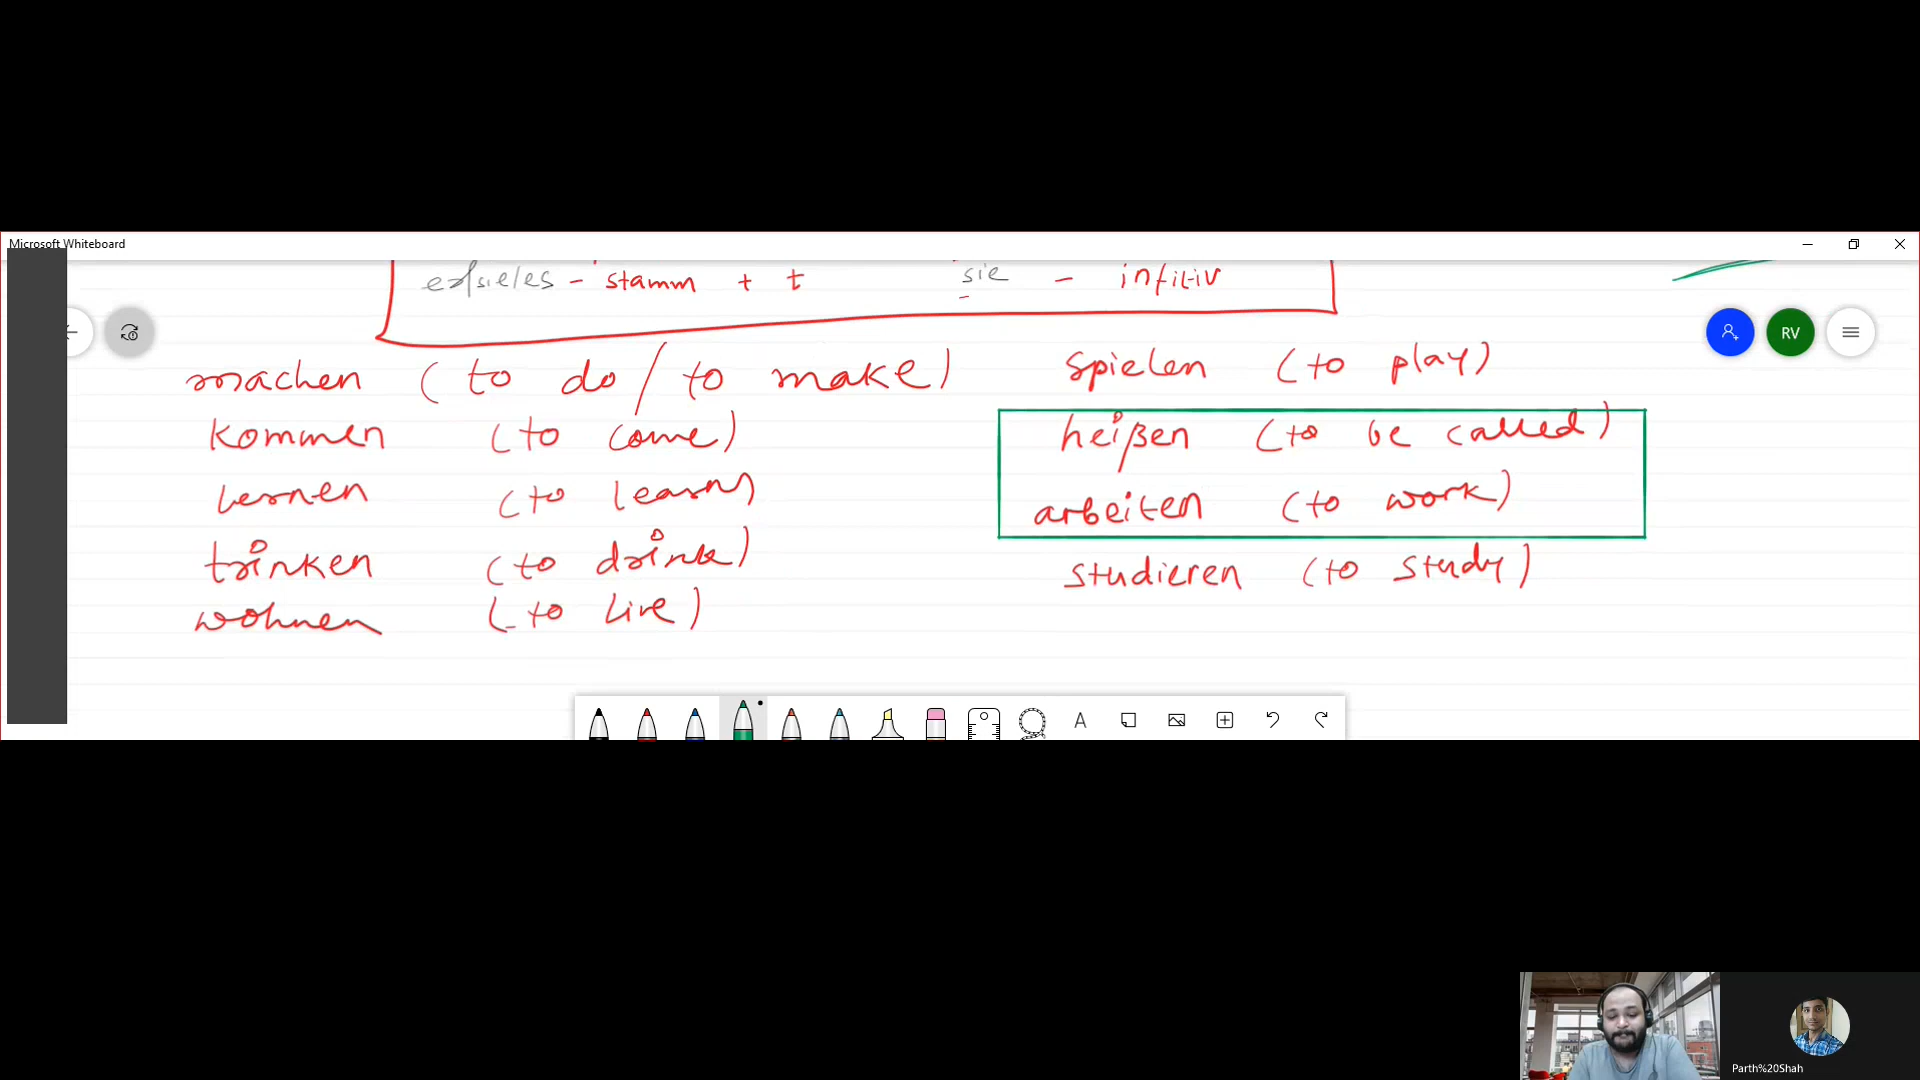 Microsoft Whiteboard
er/sie/es - stamm + t sie - infitiv
RV
machen (to do / to make)
kommen (to come)
lernen (to learn)
trinken (to drink)
wohnen (to live)
spielen (to play)
heißen (to be called)
arbeiten (to work)
studieren (to study)
A
Parth%20Shah